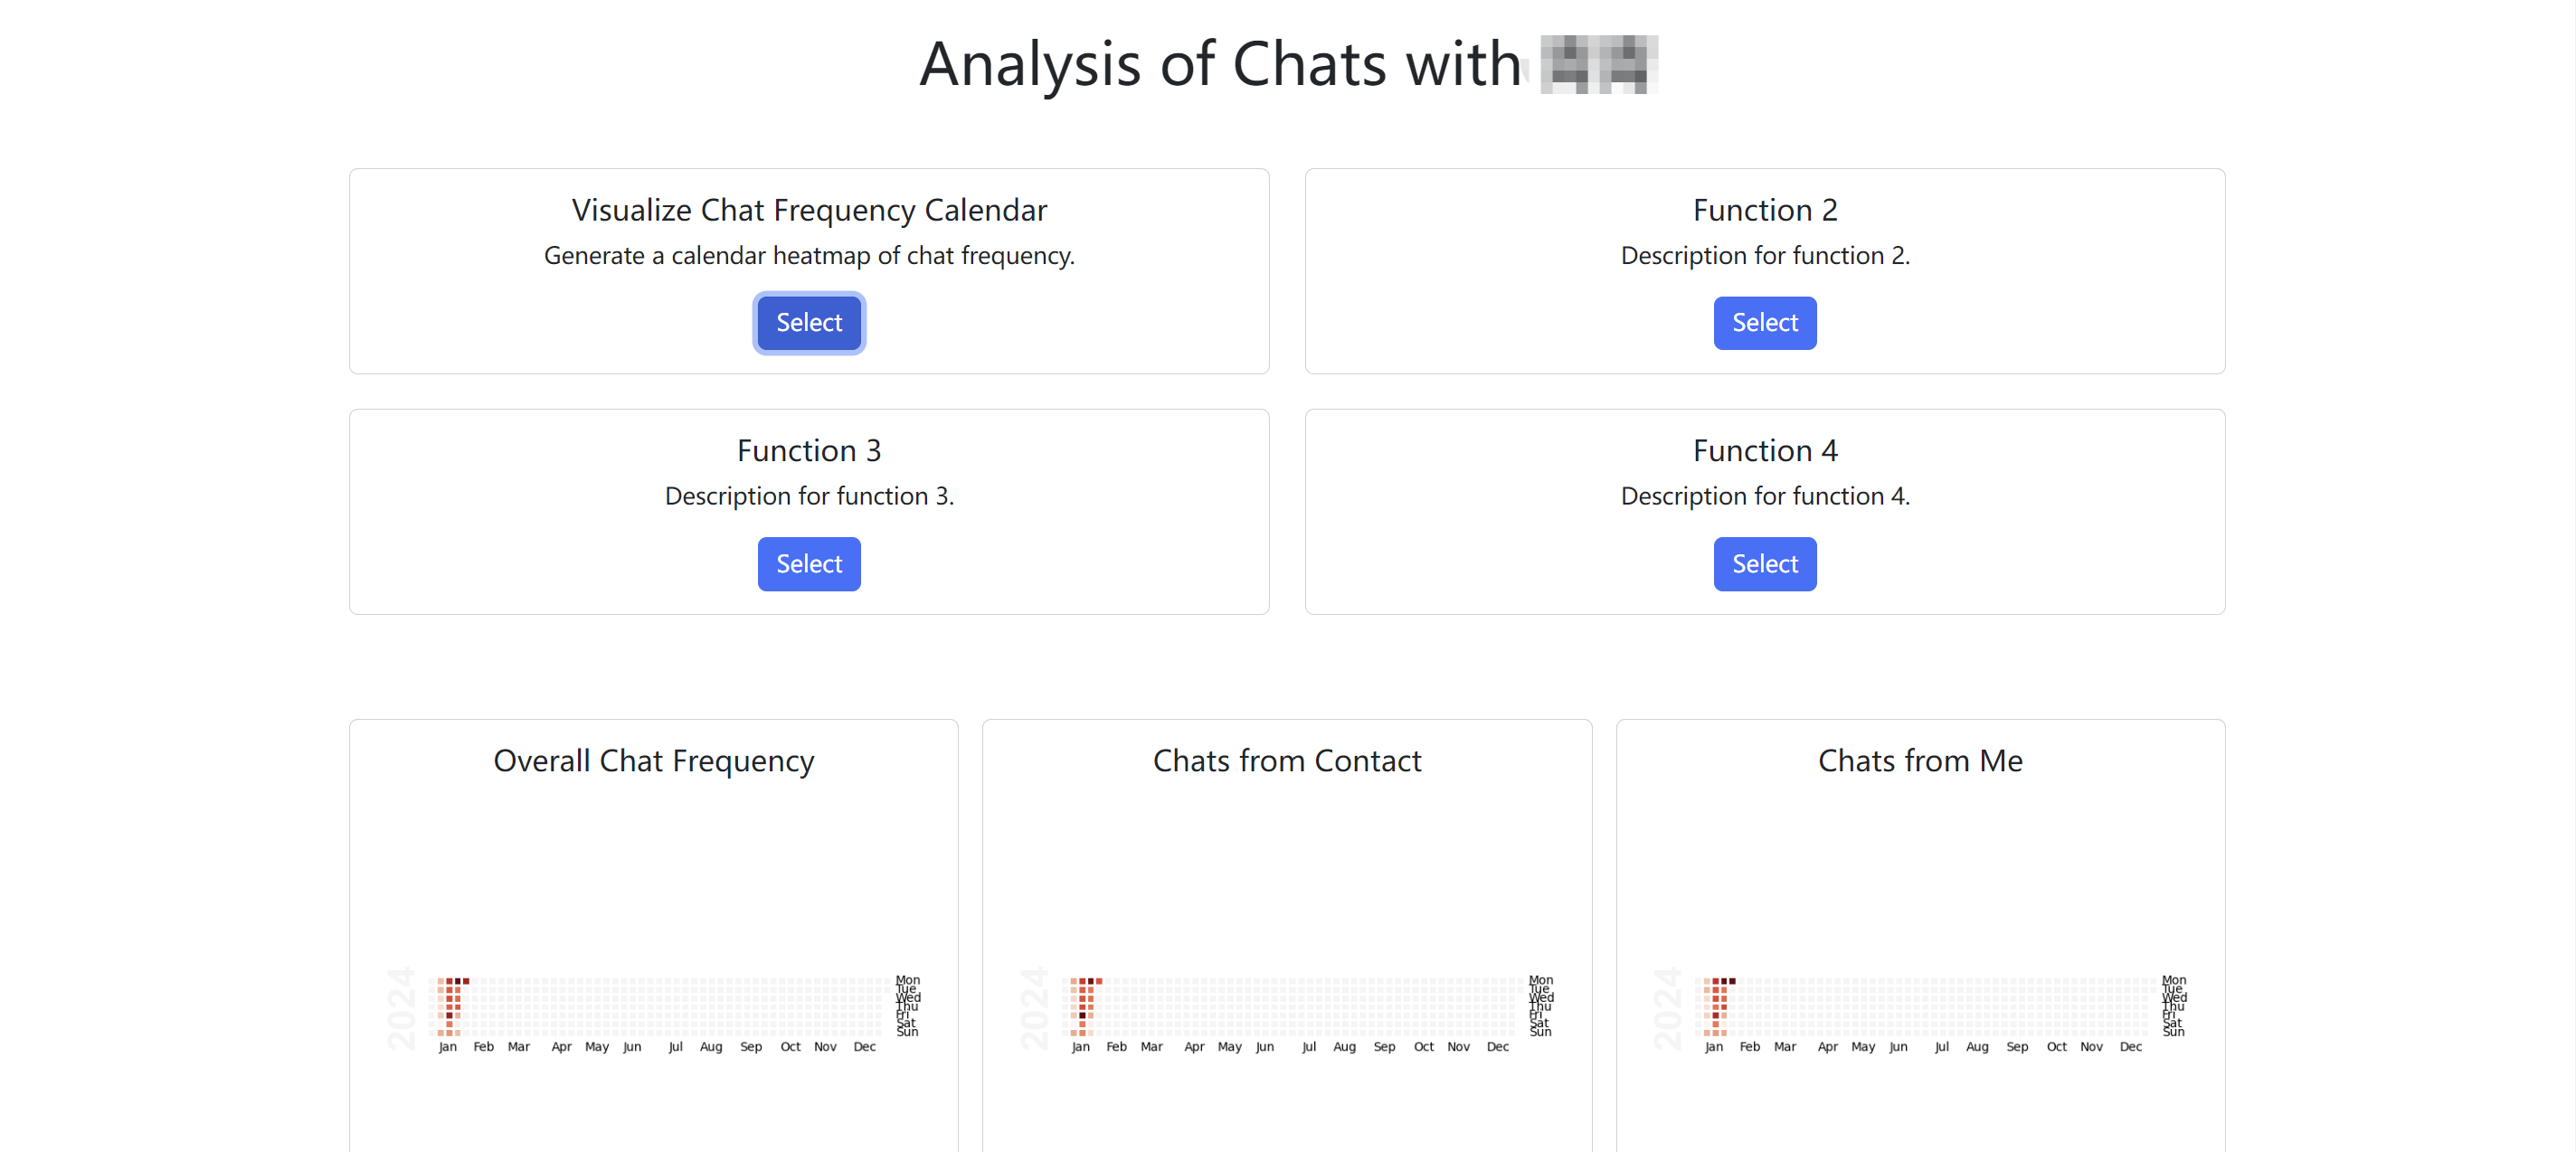 Analysis of Chats with
Visualize Chat Frequency Calendar
Generate a calendar heatmap of chat frequency.
Select
Function 2
Description for function 2.
Select
Function 3
Description for function 3.
Select
Function 4
Description for function 4.
Select
Overall Chat Frequency
2024
Mon
Tue
Wed
Thu
Fri
Sat
Sun
Jan Feb Mar Apr May Jun Jul Aug Sep Oct Nov Dec
Chats from Contact
2024
Mon
Tue
Wed
Thu
Fri
Sat
Sun
Jan Feb Mar Apr May Jun Jul Aug Sep Oct Nov Dec
Chats from Me
2024
Mon
Tue
Wed
Thu
Fri
Sat
Sun
Jan Feb Mar Apr May Jun Jul Aug Sep Oct Nov Dec